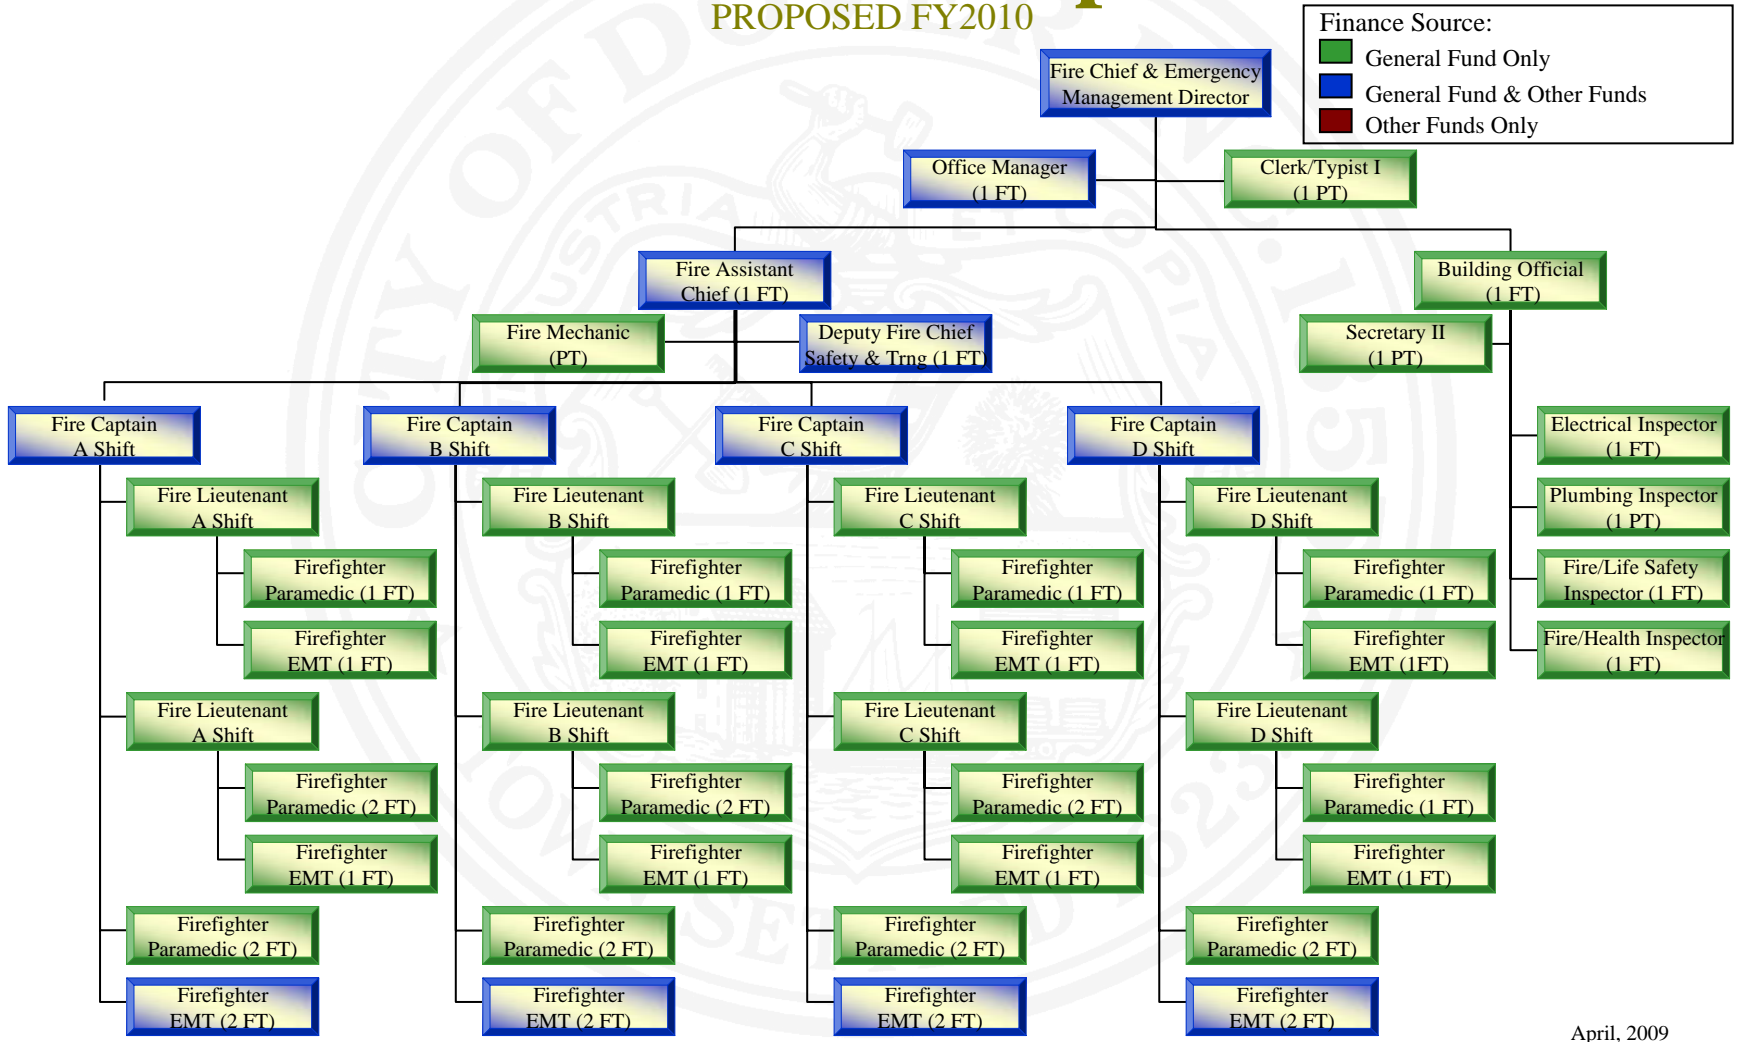 PROPOSED FY2010
Finance Source:
General Fund Only
General Fund & Other Funds
Other Funds Only
Fire Chief & Emergency
Management Director
Office Manager
(1 FT)
Clerk/Typist I
(1 PT)
Fire Assistant
Chief (1 FT)
Building Official
(1 FT)
Fire Mechanic
(PT)
Deputy Fire Chief
Safety & Trng (1 FT)
Secretary II
(1 PT)
Fire Captain
A Shift
Fire Captain
B Shift
Fire Captain
C Shift
Fire Captain
D Shift
Electrical Inspector
(1 FT)
Plumbing Inspector
(1 PT)
Fire/Life Safety
Inspector (1 FT)
Fire/Health Inspector
(1 FT)
Fire Lieutenant
A Shift
Fire Lieutenant
B Shift
Fire Lieutenant
C Shift
Fire Lieutenant
D Shift
Firefighter
Paramedic (1 FT)
Firefighter
Paramedic (1 FT)
Firefighter
Paramedic (1 FT)
Firefighter
Paramedic (1 FT)
Firefighter
EMT (1 FT)
Firefighter
EMT (1 FT)
Firefighter
EMT (1 FT)
Firefighter
EMT (1FT)
Fire Lieutenant
A Shift
Fire Lieutenant
B Shift
Fire Lieutenant
C Shift
Fire Lieutenant
D Shift
Firefighter
Paramedic (2 FT)
Firefighter
Paramedic (2 FT)
Firefighter
Paramedic (2 FT)
Firefighter
Paramedic (1 FT)
Firefighter
EMT (1 FT)
Firefighter
EMT (1 FT)
Firefighter
EMT (1 FT)
Firefighter
EMT (1 FT)
Firefighter
Paramedic (2 FT)
Firefighter
Paramedic (2 FT)
Firefighter
Paramedic (2 FT)
Firefighter
Paramedic (2 FT)
Firefighter
EMT (2 FT)
Firefighter
EMT (2 FT)
Firefighter
EMT (2 FT)
Firefighter
EMT (2 FT)
April, 2009